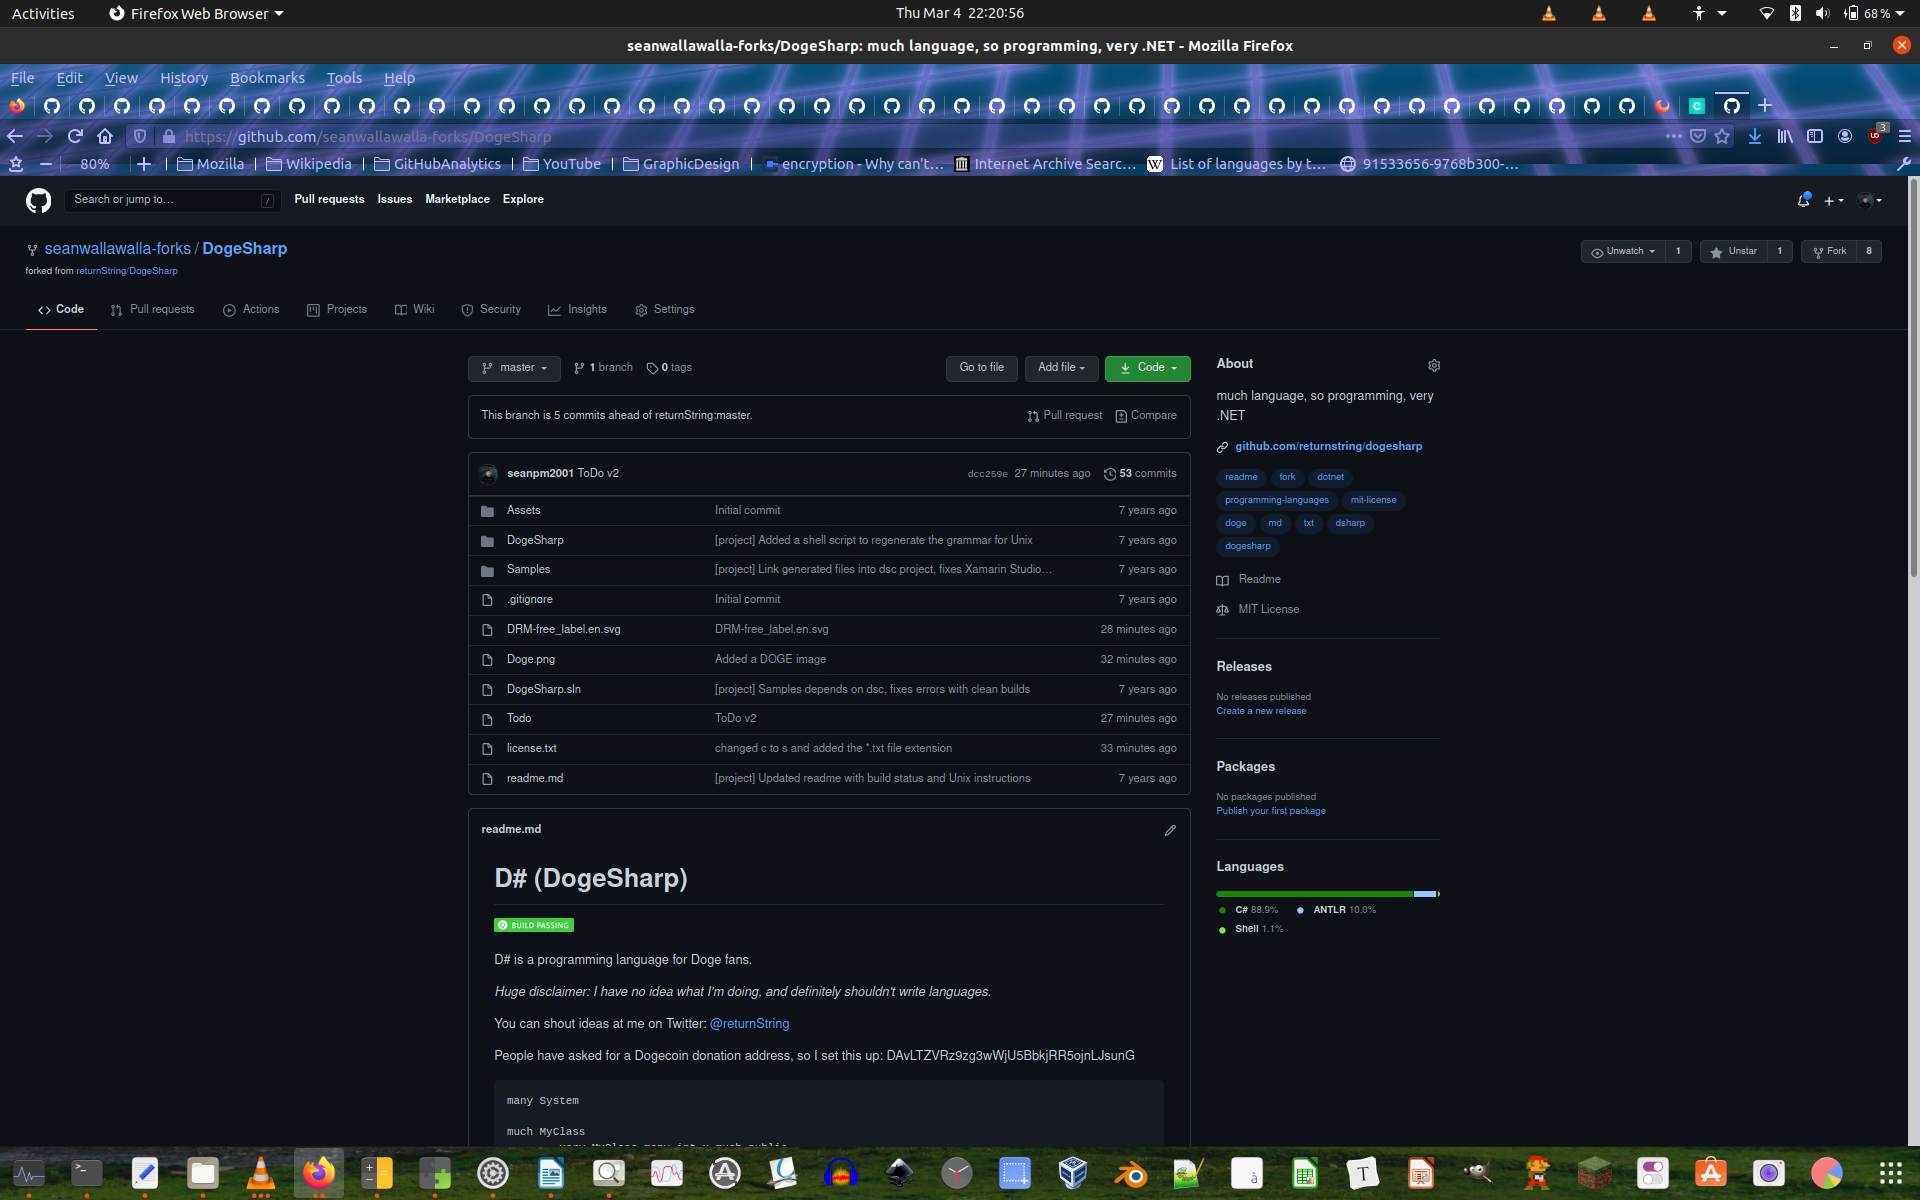 Activities Firefox Web Browser Thu Mar 4 22:20:56 68 %
seanwallawalla-forks/DogeSharp: much language, so programming, very .NET - Mozilla Firefox
File Edit View History Bookmarks Tools Help
https://github.com/seanwallawalla-forks/DogeSharp 3
80% Mozilla Wikipedia GitHubAnalytics YouTube GraphicDesign encryption - Why can't… Internet Archive Searc… List of languages by t… 91533656-9768b300-…
Search or jump to… / Pull requests Issues Marketplace Explore
seanwallawalla-forks / DogeSharp Unwatch 1 Unstar 1 Fork 8
forked from returnString/DogeSharp
Code Pull requests Actions Projects Wiki Security Insights Settings
master 1 branch 0 tags Go to file Add file Code
This branch is 5 commits ahead of returnString:master. Pull request Compare
seanpm2001 ToDo v2 dcc259e 27 minutes ago 53 commits
Assets Initial commit 7 years ago
DogeSharp [project] Added a shell script to regenerate the grammar for Unix 7 years ago
Samples [project] Link generated files into dsc project, fixes Xamarin Studio… 7 years ago
.gitignore Initial commit 7 years ago
DRM-free_label.en.svg DRM-free_label.en.svg 28 minutes ago
Doge.png Added a DOGE image 32 minutes ago
DogeSharp.sln [project] Samples depends on dsc, fixes errors with clean builds 7 years ago
Todo ToDo v2 27 minutes ago
license.txt changed c to s and added the *.txt file extension 33 minutes ago
readme.md [project] Updated readme with build status and Unix instructions 7 years ago
readme.md
D# (DogeSharp)
BUILD PASSING
D# is a programming language for Doge fans.
Huge disclaimer: I have no idea what I'm doing, and definitely shouldn't write languages.
You can shout ideas at me on Twitter: @returnString
People have asked for a Dogecoin donation address, so I set this up: DAvLTZVRz9zg3wWjU5BbkjRR5ojnLJsunG
many System
much MyClass
About
much language, so programming, very
.NET
github.com/returnstring/dogesharp
readme fork dotnet
programming-languages mit-license
doge md txt dsharp
dogesharp
Readme
MIT License
Releases
No releases published
Create a new release
Packages
No packages published
Publish your first package
Languages
C# 88.9% ANTLR 10.0%
Shell 1.1%